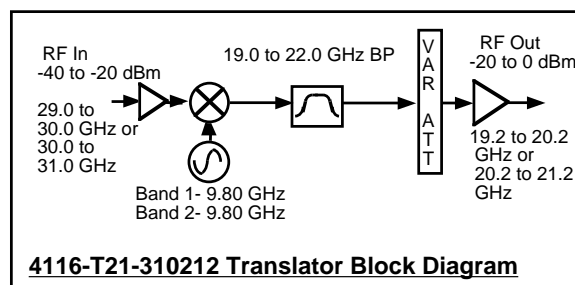 RF In
-40 to -20 dBm
29.0 to
30.0 GHz or
30.0 to
31.0 GHz
19.0 to 22.0 GHz BP
Band 1- 9.80 GHz
Band 2- 9.80 GHz
V
A
R
A
T
T
RF Out
-20 to 0 dBm
19.2 to 20.2
GHz or
20.2 to 21.2
GHz
4116-T21-310212 Translator Block Diagram